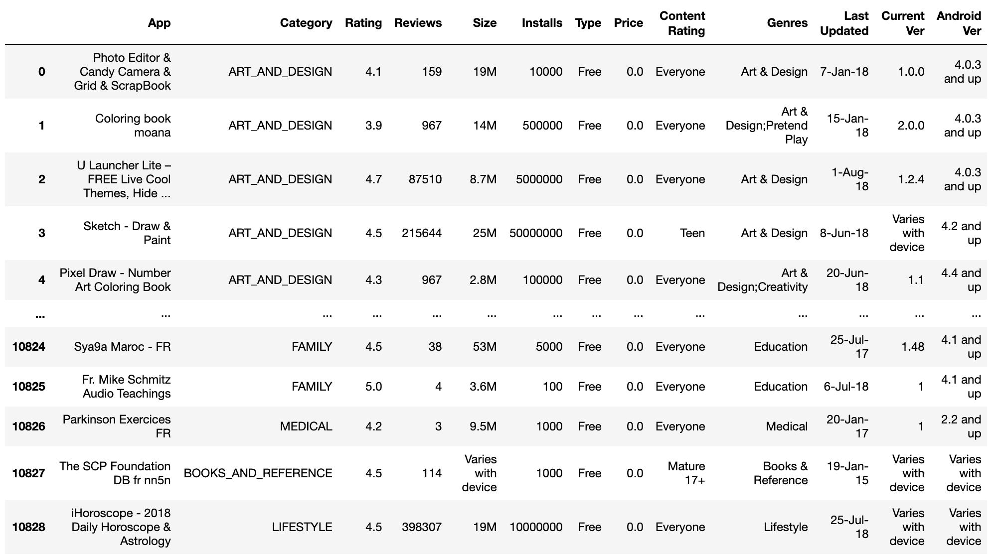 App Category Rating Reviews Size Installs Type Price Content Rating Genres Last Updated Current Ver Android Ver
0 Photo Editor & Candy Camera & Grid & ScrapBook ART_AND_DESIGN 4.1 159 19M 10000 Free 0.0 Everyone Art & Design 7-Jan-18 1.0.0 4.0.3 and up
1 Coloring book moana ART_AND_DESIGN 3.9 967 14M 500000 Free 0.0 Everyone Art & Design;Pretend Play 15-Jan-18 2.0.0 4.0.3 and up
2 U Launcher Lite – FREE Live Cool Themes, Hide ... ART_AND_DESIGN 4.7 87510 8.7M 5000000 Free 0.0 Everyone Art & Design 1-Aug-18 1.2.4 4.0.3 and up
3 Sketch - Draw & Paint ART_AND_DESIGN 4.5 215644 25M 50000000 Free 0.0 Teen Art & Design 8-Jun-18 Varies with device 4.2 and up
4 Pixel Draw - Number Art Coloring Book ART_AND_DESIGN 4.3 967 2.8M 100000 Free 0.0 Everyone Art & Design;Creativity 20-Jun-18 1.1 4.4 and up
... ... ... ... ... ... ... ... ... ... ... ... ... ...
10824 Sya9a Maroc - FR FAMILY 4.5 38 53M 5000 Free 0.0 Everyone Education 25-Jul-17 1.48 4.1 and up
10825 Fr. Mike Schmitz Audio Teachings FAMILY 5.0 4 3.6M 100 Free 0.0 Everyone Education 6-Jul-18 1 4.1 and up
10826 Parkinson Exercices FR MEDICAL 4.2 3 9.5M 1000 Free 0.0 Everyone Medical 20-Jan-17 1 2.2 and up
10827 The SCP Foundation DB fr nn5n BOOKS_AND_REFERENCE 4.5 114 Varies with device 1000 Free 0.0 Mature 17+ Books & Reference 19-Jan-15 Varies with device Varies with device
10828 iHoroscope - 2018 Daily Horoscope & Astrology LIFESTYLE 4.5 398307 19M 10000000 Free 0.0 Everyone Lifestyle 25-Jul-18 Varies with device Varies with device